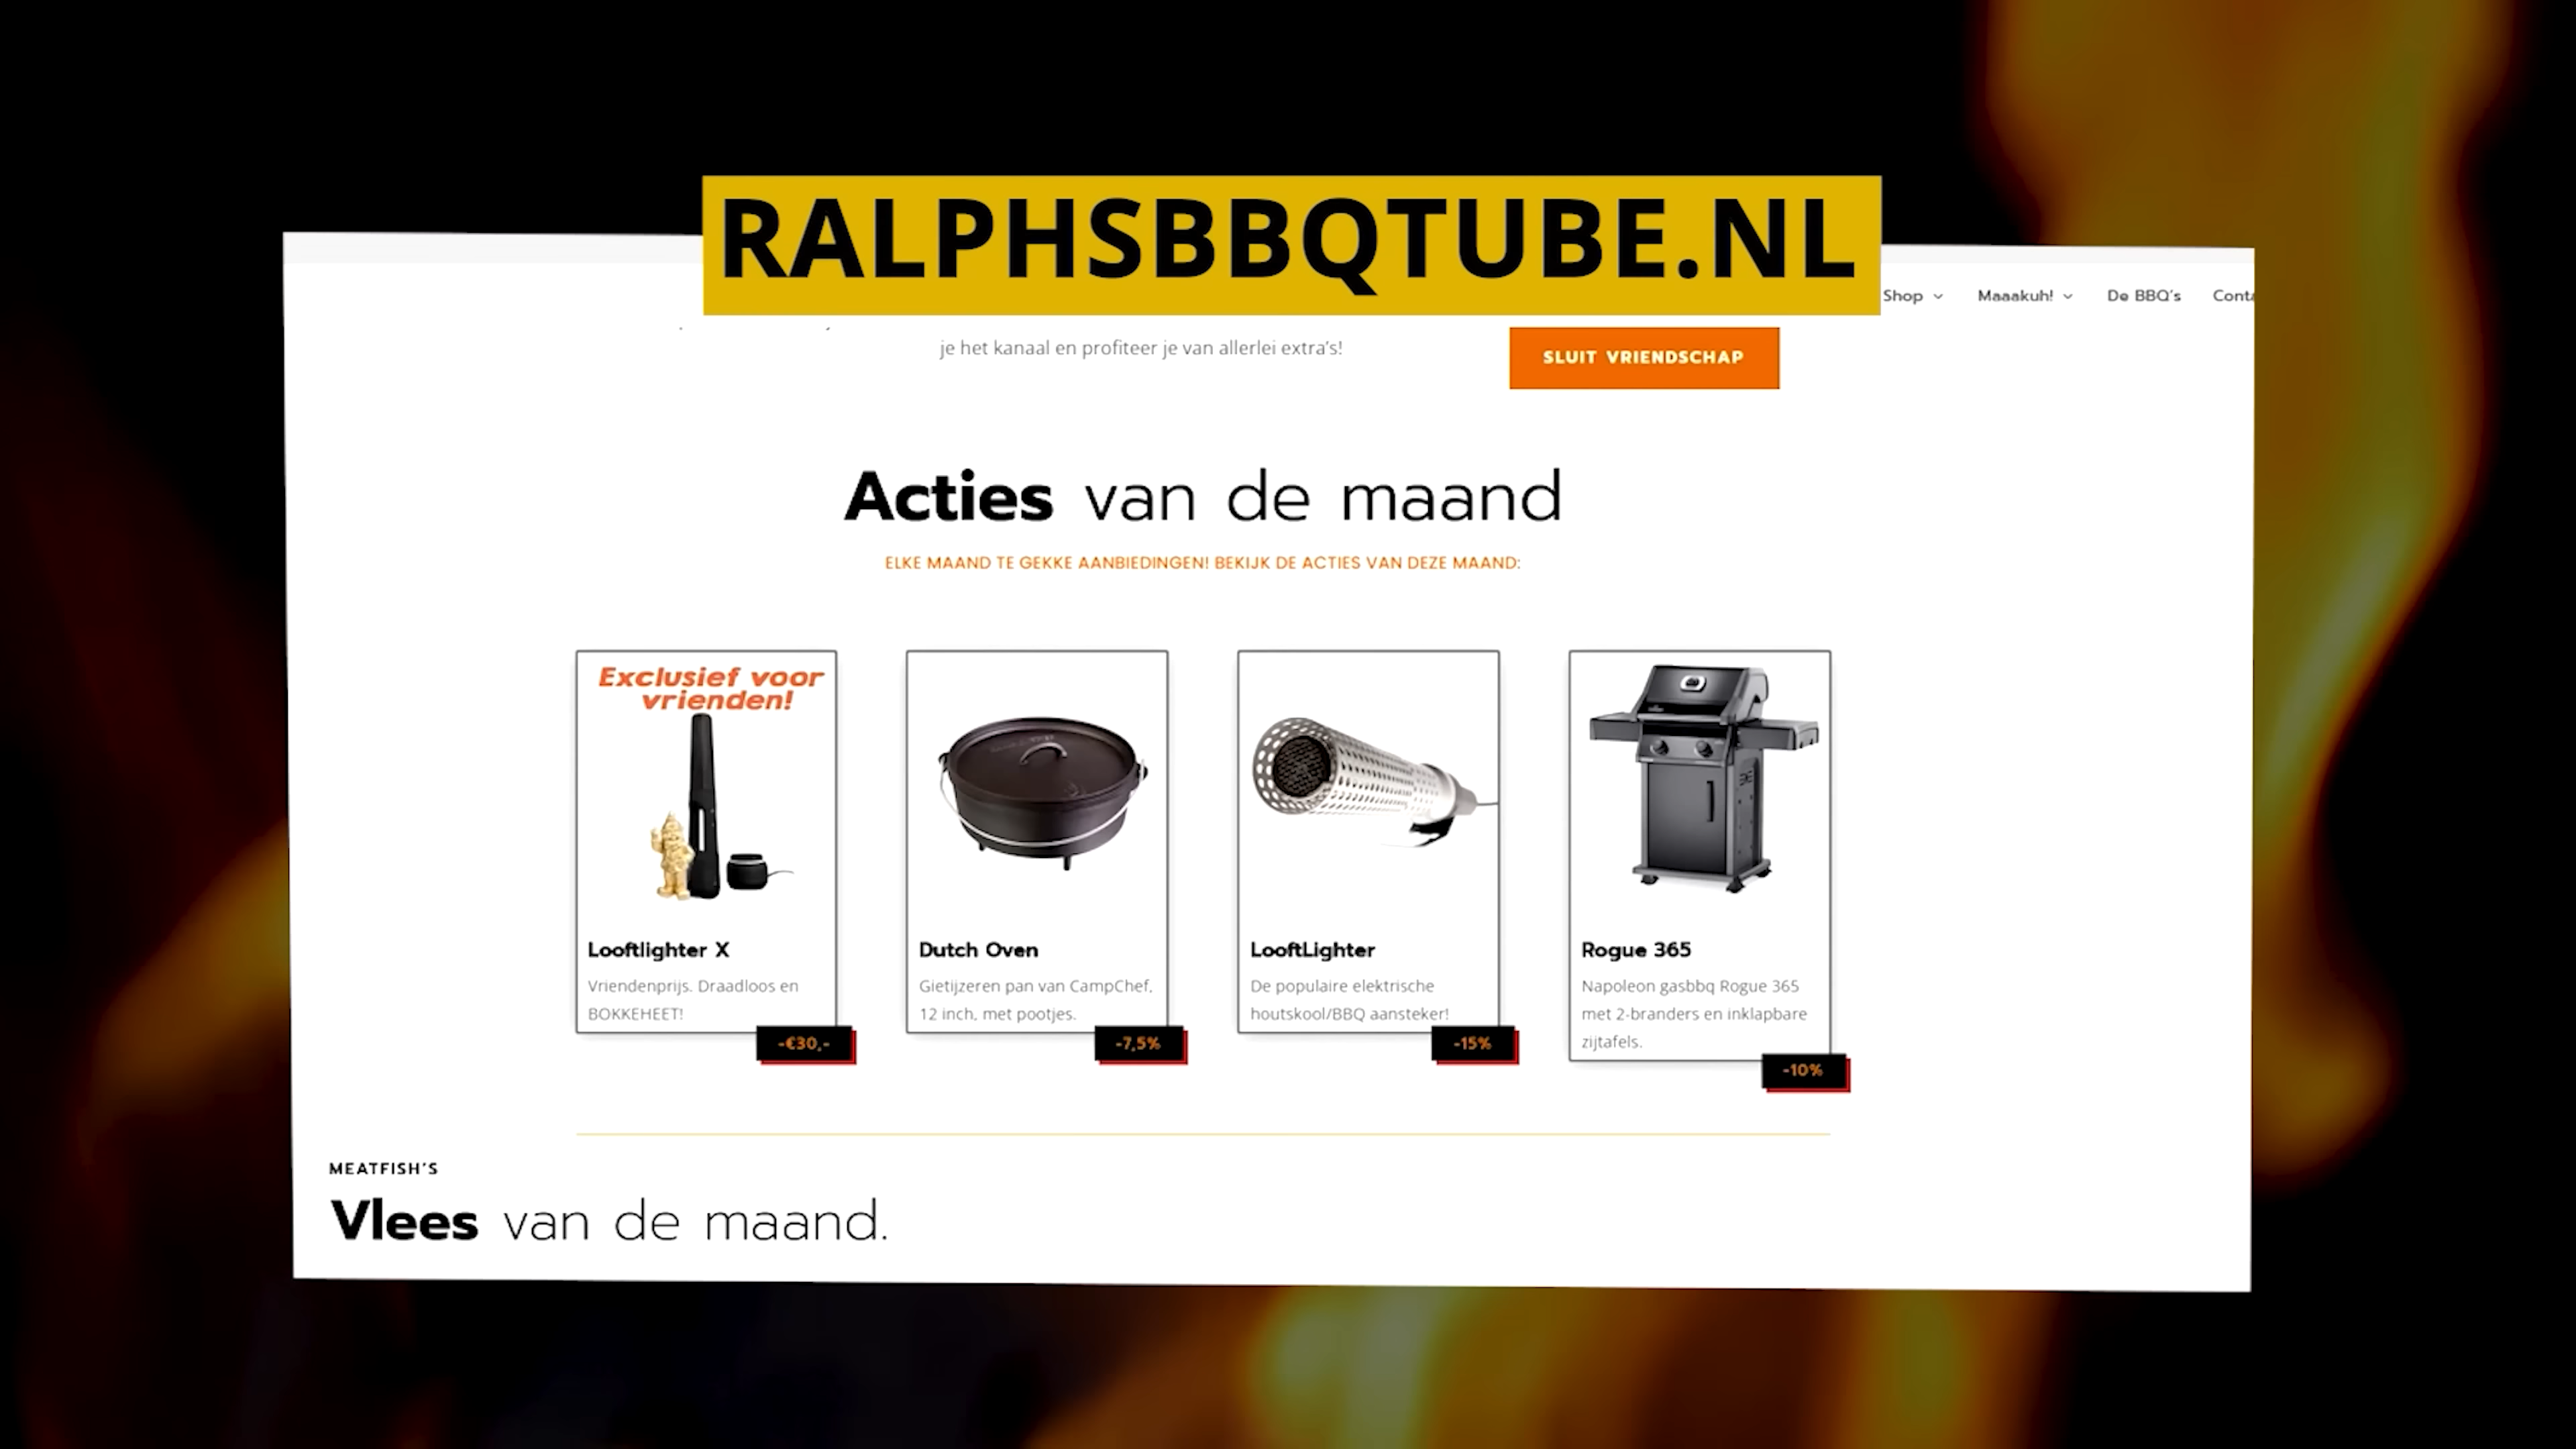 RALPHSBBQTUBE.NL
Shop Maaakuh! De BBQ's Conta
je het kanaal en profiteer je van allerlei extra's!
SLUIT VRIENDSCHAP
Acties van de maand
ELKE MAAND TE GEKKE AANBIEDINGEN! BEKIJK DE ACTIES VAN DEZE MAAND:
Exclusief voor
vrienden!
Looftlighter X
Vriendenprijs. Draadloos en
BOKKEHEET!
-€30,-
Dutch Oven
Gietijzeren pan van CampChef,
12 inch, met pootjes.
-7,5%
LooftLighter
De populaire elektrische
houtskool/BBQ aansteker!
-15%
Rogue 365
Napoleon gasbbq Rogue 365
met 2-branders en inklapbare
zijtafels.
-10%
MEATFISH'S
Vlees van de maand.